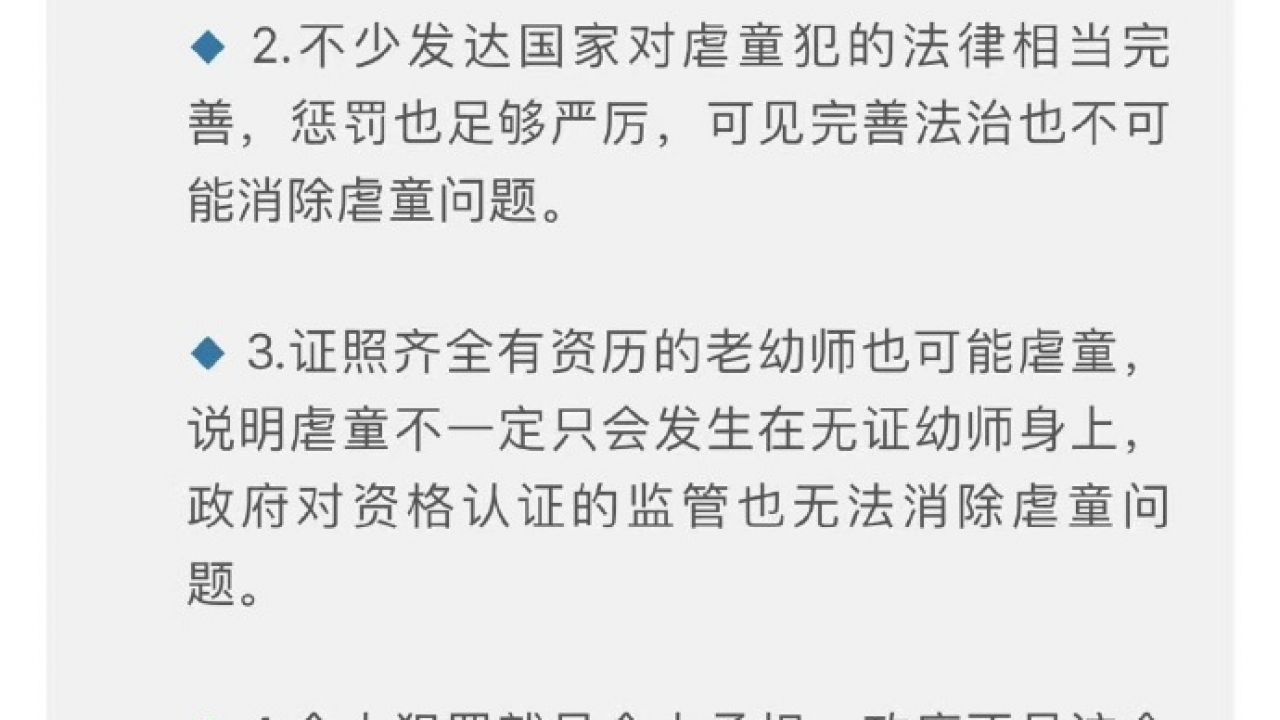 ◆ 2.不少发达国家对虐童犯的法律相当完
善，惩罚也足够严厉，可见完善法治也不可
能消除虐童问题。
◆ 3.证照齐全有资历的老幼师也可能虐童，
说明虐童不一定只会发生在无证幼师身上，
政府对资格认证的监管也无法消除虐童问
题。